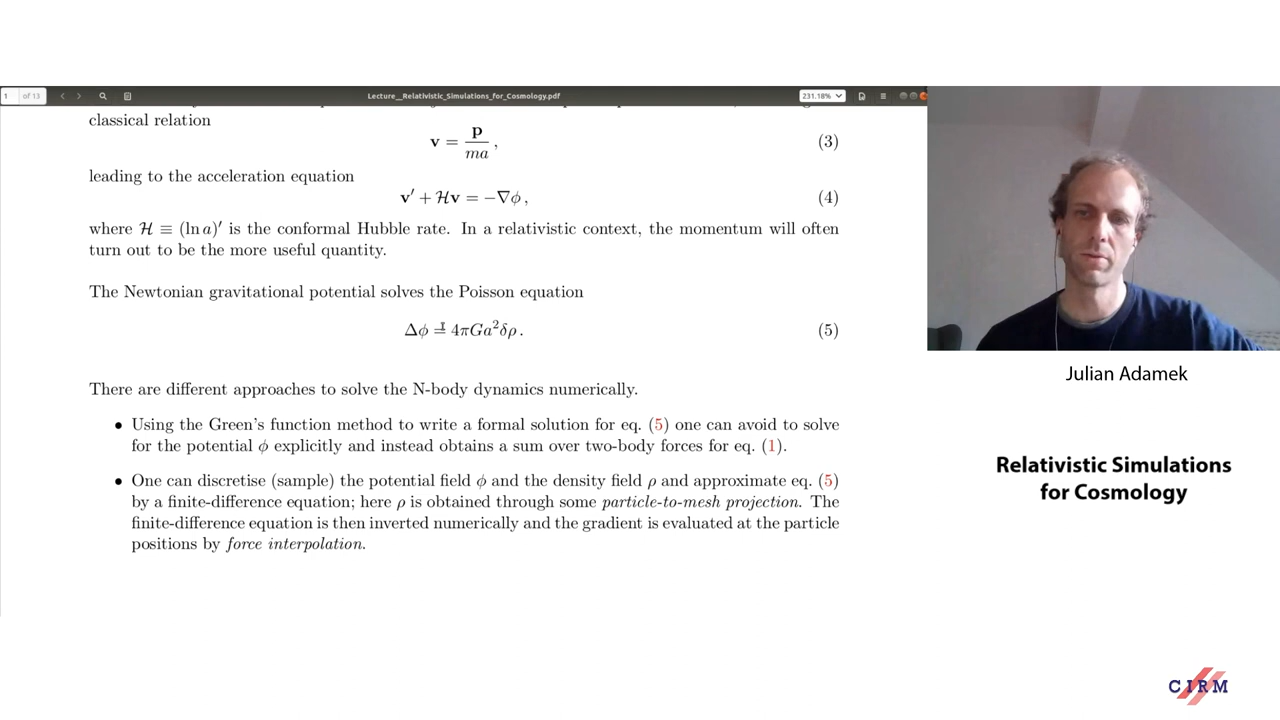 1 of 13
Lecture__Relativistic_Simulations_for_Cosmology.pdf
231.18%
classical relation
v = p/ma , (3)
leading to the acceleration equation
v′ + ℋv = −∇ϕ , (4)
where ℋ ≡ (ln a)′ is the conformal Hubble rate. In a relativistic context, the momentum will often
turn out to be the more useful quantity.
The Newtonian gravitational potential solves the Poisson equation
Δϕ = 4πGa²δρ . (5)
There are different approaches to solve the N-body dynamics numerically.
• Using the Green's function method to write a formal solution for eq. (5) one can avoid to solve
for the potential ϕ explicitly and instead obtains a sum over two-body forces for eq. (1).
• One can discretise (sample) the potential field ϕ and the density field ρ and approximate eq. (5)
by a finite-difference equation; here ρ is obtained through some particle-to-mesh projection. The
finite-difference equation is then inverted numerically and the gradient is evaluated at the particle
positions by force interpolation.
Julian Adamek
Relativistic Simulations
for Cosmology
CIRM